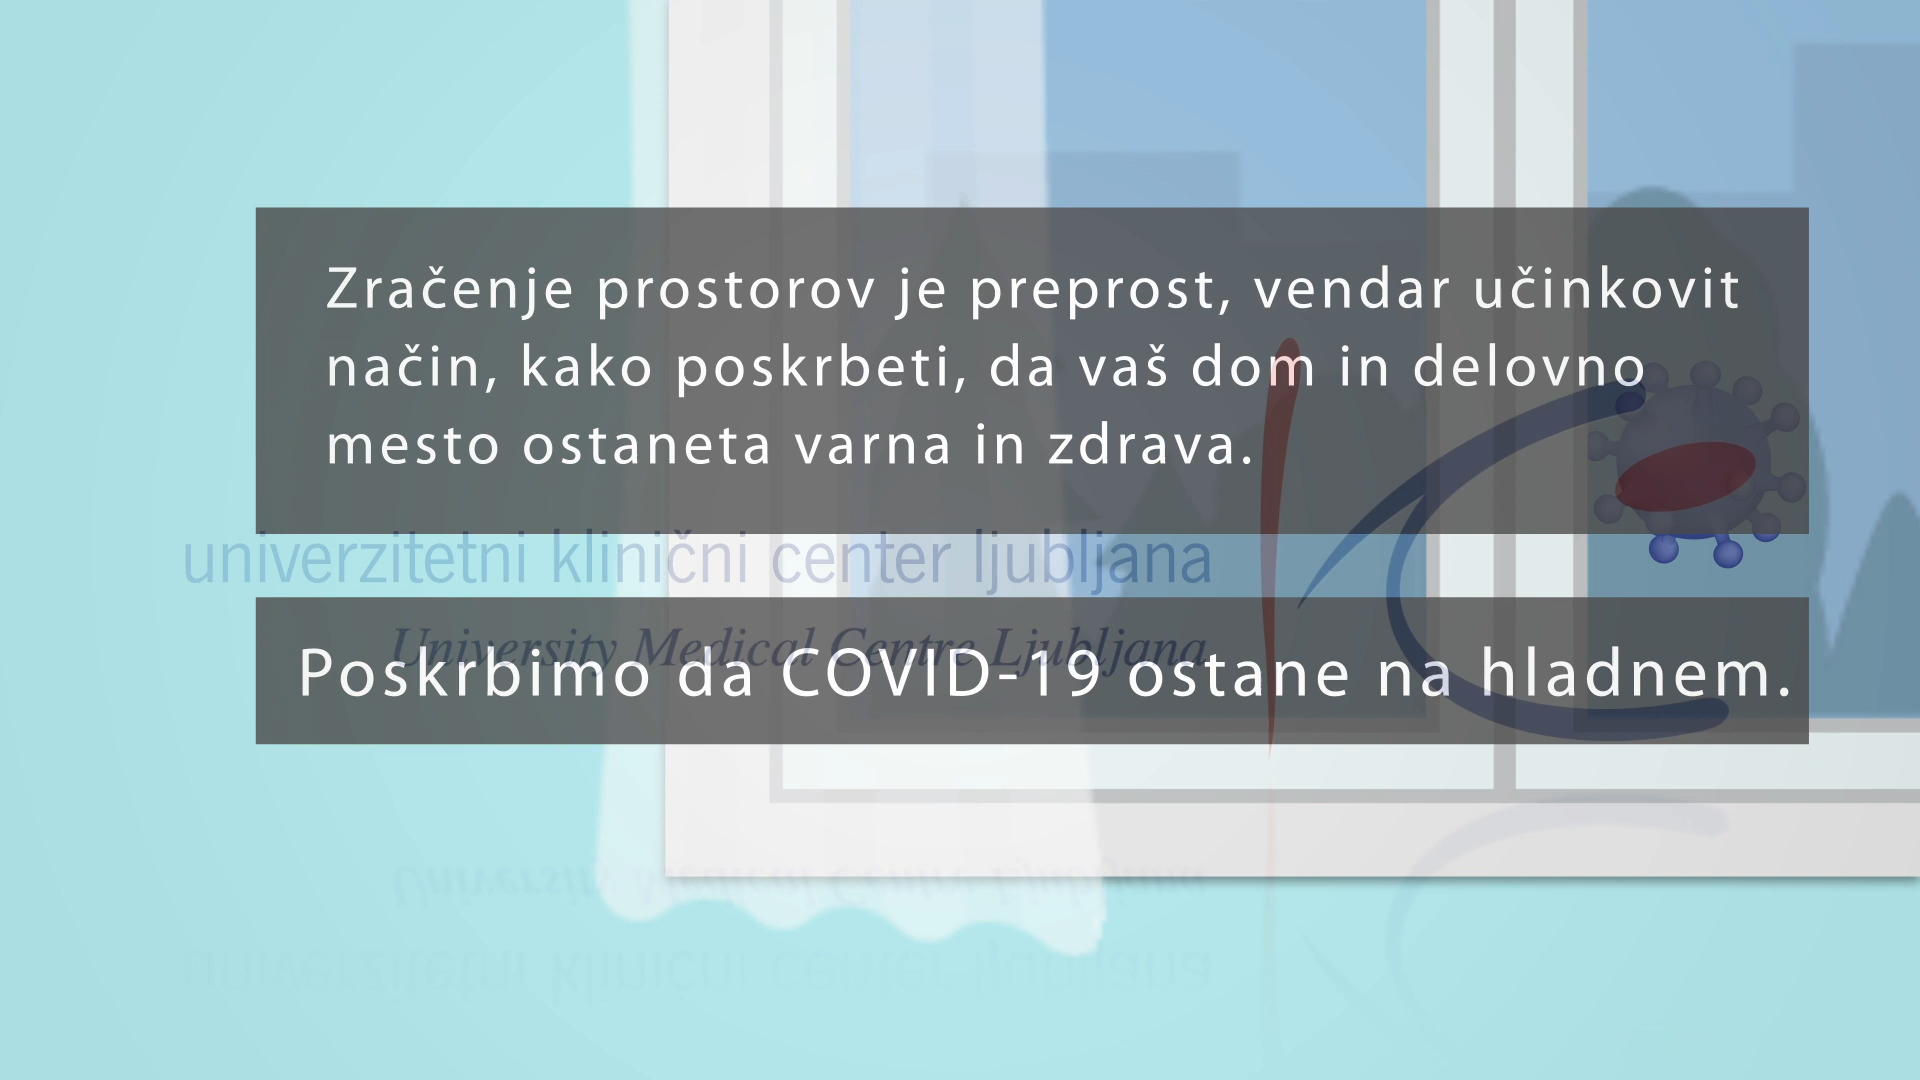 Zračenje prostorov je preprost, vendar učinkovit
način, kako poskrbeti, da vaš dom in delovno
mesto ostaneta varna in zdrava.
univerzitetni klinični center ljubljana
University Medical Centre Ljubljana
Poskrbimo da COVID-19 ostane na hladnem.